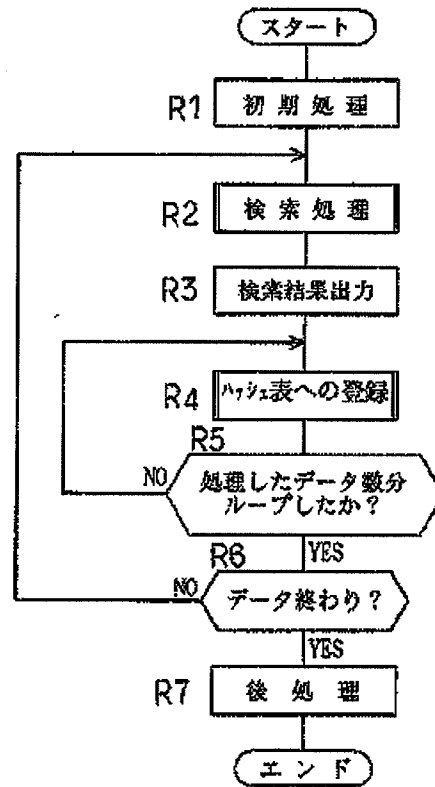 スタート
R1
初期処理
R2
検索処理
R3
検索結果出力
R4
ハッシェ表への登録
R5
NO
処理したデータ数分
ループしたか？
YES
R6
NO
データ終わり？
YES
R7
後処理
エンド